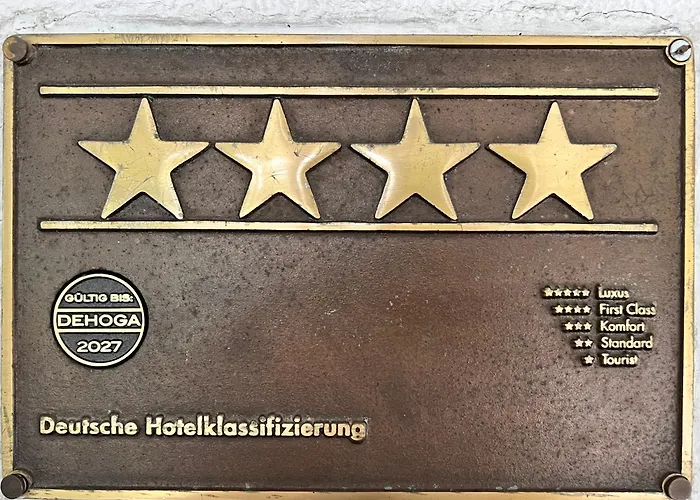 GÜLTIG BIS:
DEHOGA
2027
★★★★★ Luxus
★★★★ First Class
★★★ Komfort
★★ Standard
★ Tourist
Deutsche Hotelklassifizierung